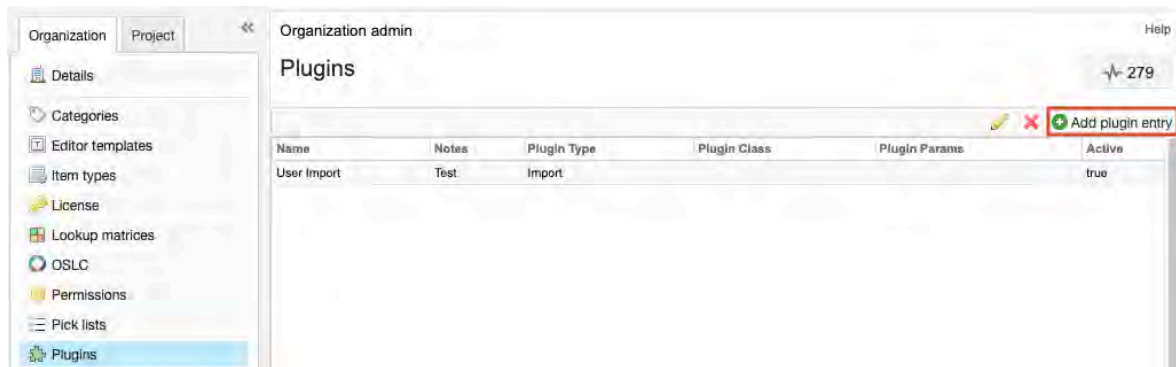 Organization
Project
Details
Categories
Editor templates
Item types
License
Lookup matrices
OSLC
Permissions
Pick lists
Plugins
Organization admin
Help
Plugins
279
Add plugin entry
Name Notes Plugin Type Plugin Class Plugin Params Active
User Import Test Import true